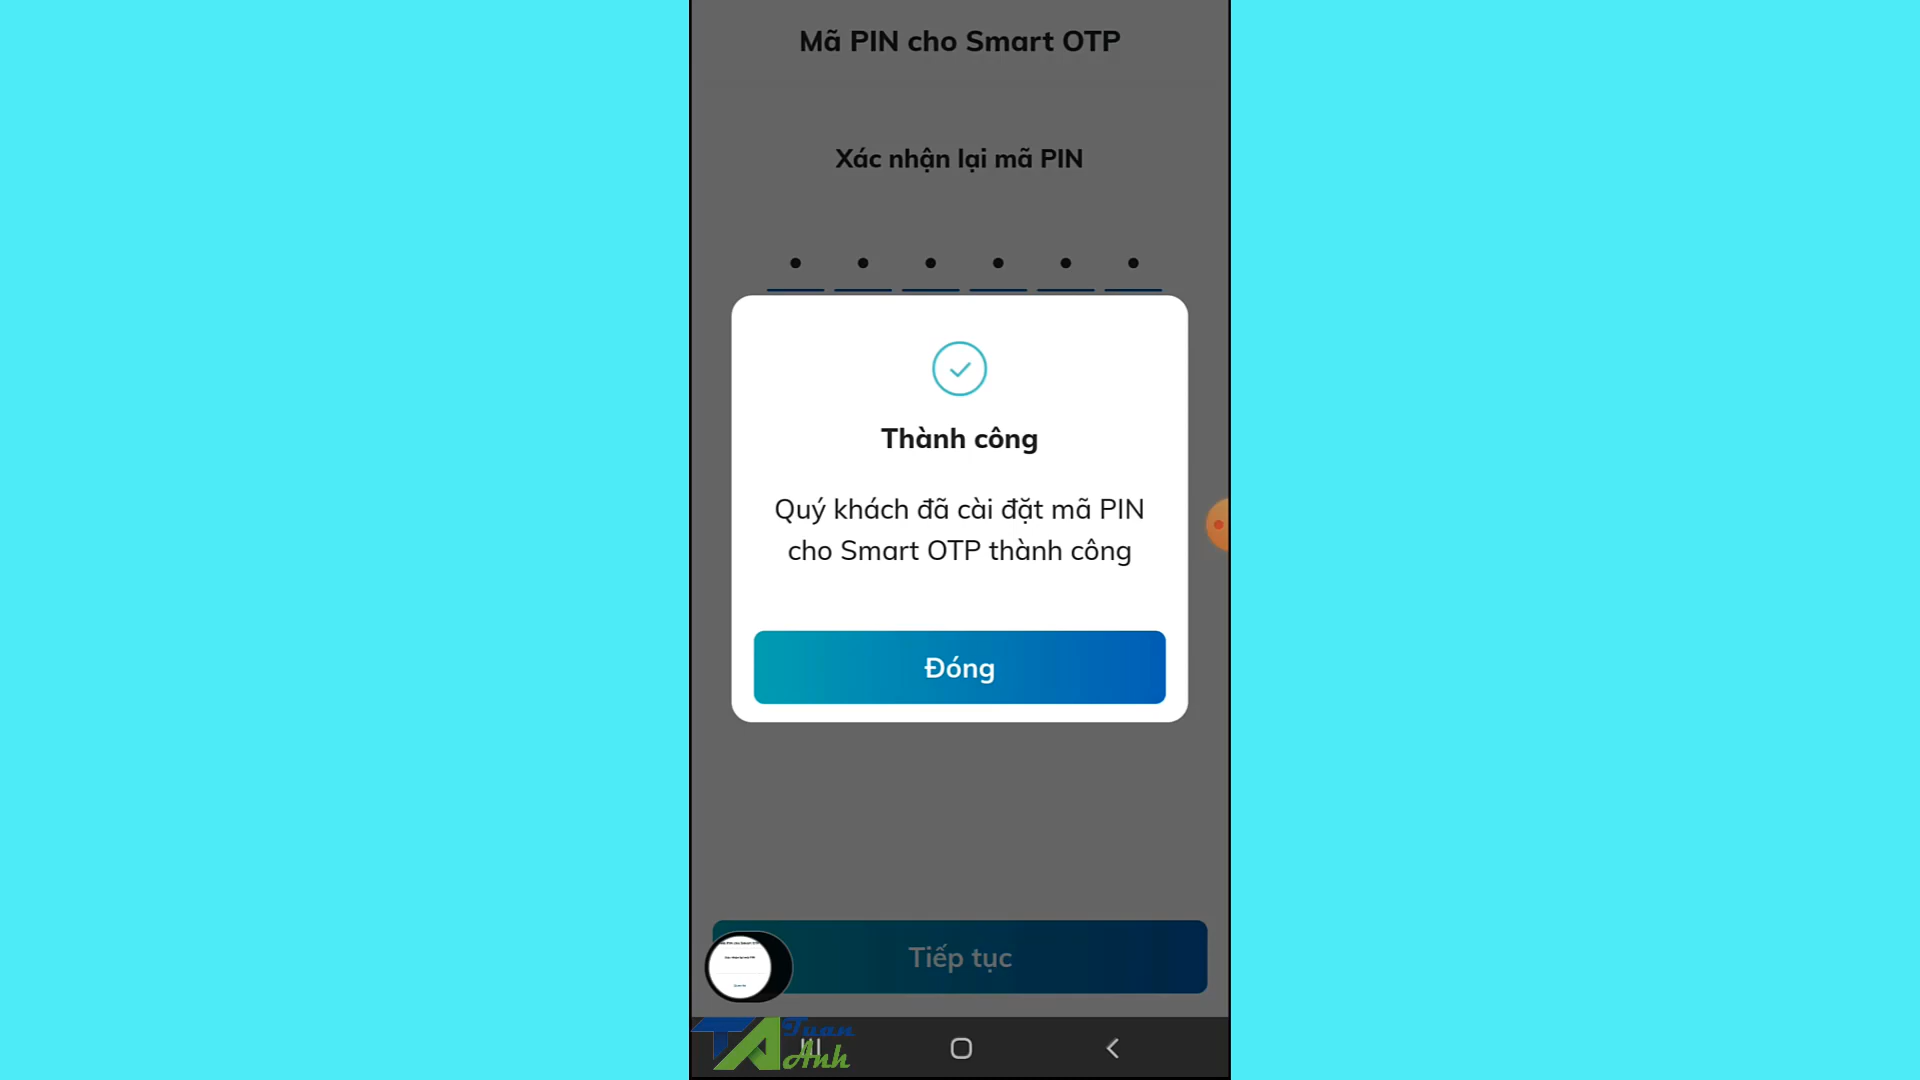 Mã PIN cho Smart OTP
Xác nhận lại mã PIN
Thành công
Quý khách đã cài đặt mã PIN
cho Smart OTP thành công
Đóng
Tiếp tục
TA Tuan
Anh